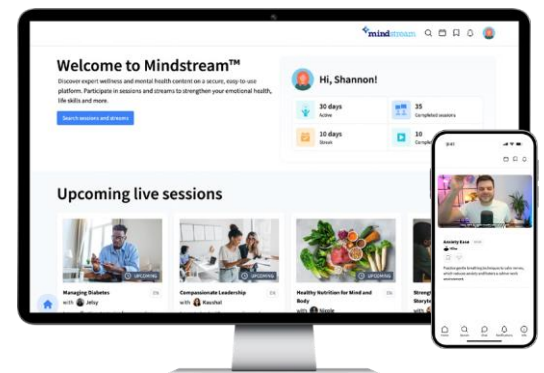 mindstream
Welcome to Mindstream™
Discover expert wellness and mental health content on a secure, easy-to-use
platform. Participate in sessions and streams to strengthen your emotional health,
life skills and more.
Search sessions and streams
Hi, Shannon!
30 days
Active
35
Completed sessions
10 days
10
Upcoming live sessions
UPCOMING
UPCOMING
UPCOMING
Managing Diabetes
with Jelsy
Compassionate Leadership
with Kaushal
Healthy Nutrition for Mind and
Body
with Nicole
Anxiety Ease